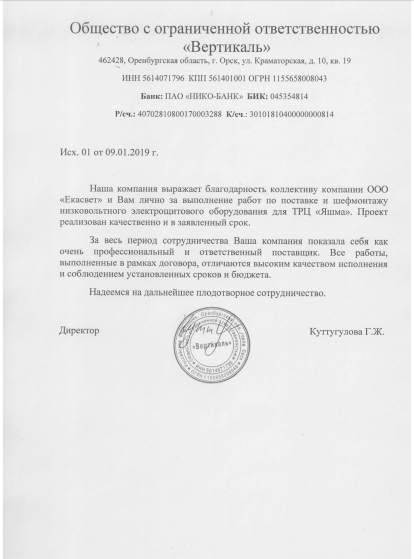 Общество с ограниченной ответственностью
«Вертикаль»
462428, Оренбургская область, г. Орск, ул. Краматорская, д. 10, кв. 19
ИНН 5614071796 КПП 561401001 ОГРН 1155658008043
Банк: ПАО «НИКО-БАНК» БИК: 045354814
Р/сч.: 40702810800170003288 К/сч.: 30101810400000000814
Исх. 01 от 09.01.2019 г.
Наша компания выражает благодарность коллективу компании ООО
«Екасвет» и Вам лично за выполнение работ по поставке и шефмонтажу
низковольтного электрощитового оборудования для ТРЦ «Яшма». Проект
реализован качественно и в заявленный срок.
За весь период сотрудничества Ваша компания показала себя как
очень профессиональный и ответственный поставщик. Все работы,
выполненные в рамках договора, отличаются высоким качеством исполнения
и соблюдением установленных сроков и бюджета.
Надеемся на дальнейшее плодотворное сотрудничество.
Директор Куттугулова Г.Ж.
«Вертикаль»